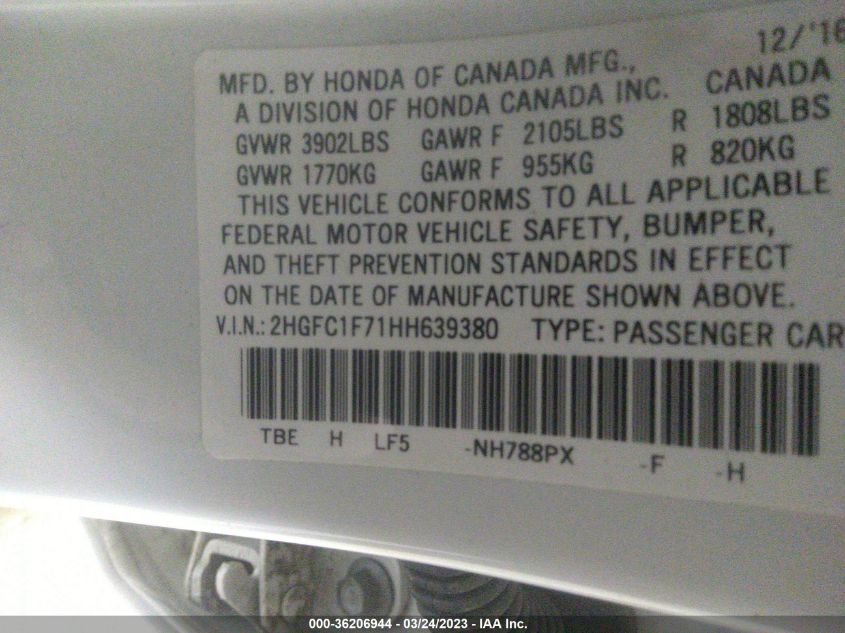 12/'16
MFD. BY HONDA OF CANADA MFG.,
A DIVISION OF HONDA CANADA INC. CANADA
GVWR 3902LBS GAWR F 2105LBS R 1808LBS
GVWR 1770KG GAWR F 955KG R 820KG
THIS VEHICLE CONFORMS TO ALL APPLICABLE
FEDERAL MOTOR VEHICLE SAFETY, BUMPER,
AND THEFT PREVENTION STANDARDS IN EFFECT
ON THE DATE OF MANUFACTURE SHOWN ABOVE.
V.I.N.: 2HGFC1F71HH639380 TYPE: PASSENGER CAR
TBE H LF5 -NH788PX -F -H
000-36206944 - 03/24/2023 - IAA Inc.